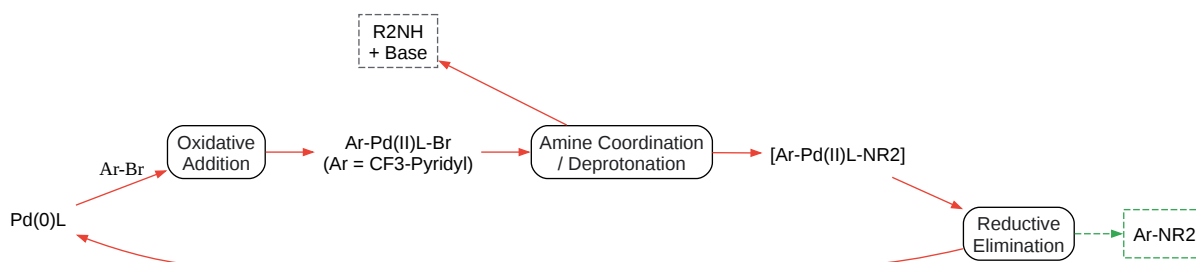 R2NH
+ Base
Oxidative
Addition
Ar-Pd(II)L-Br
(Ar = CF3-Pyridyl)
Amine Coordination
/ Deprotonation
[Ar-Pd(II)L-NR2]
Ar-Br
Pd(0)L
Reductive
Elimination
Ar-NR2